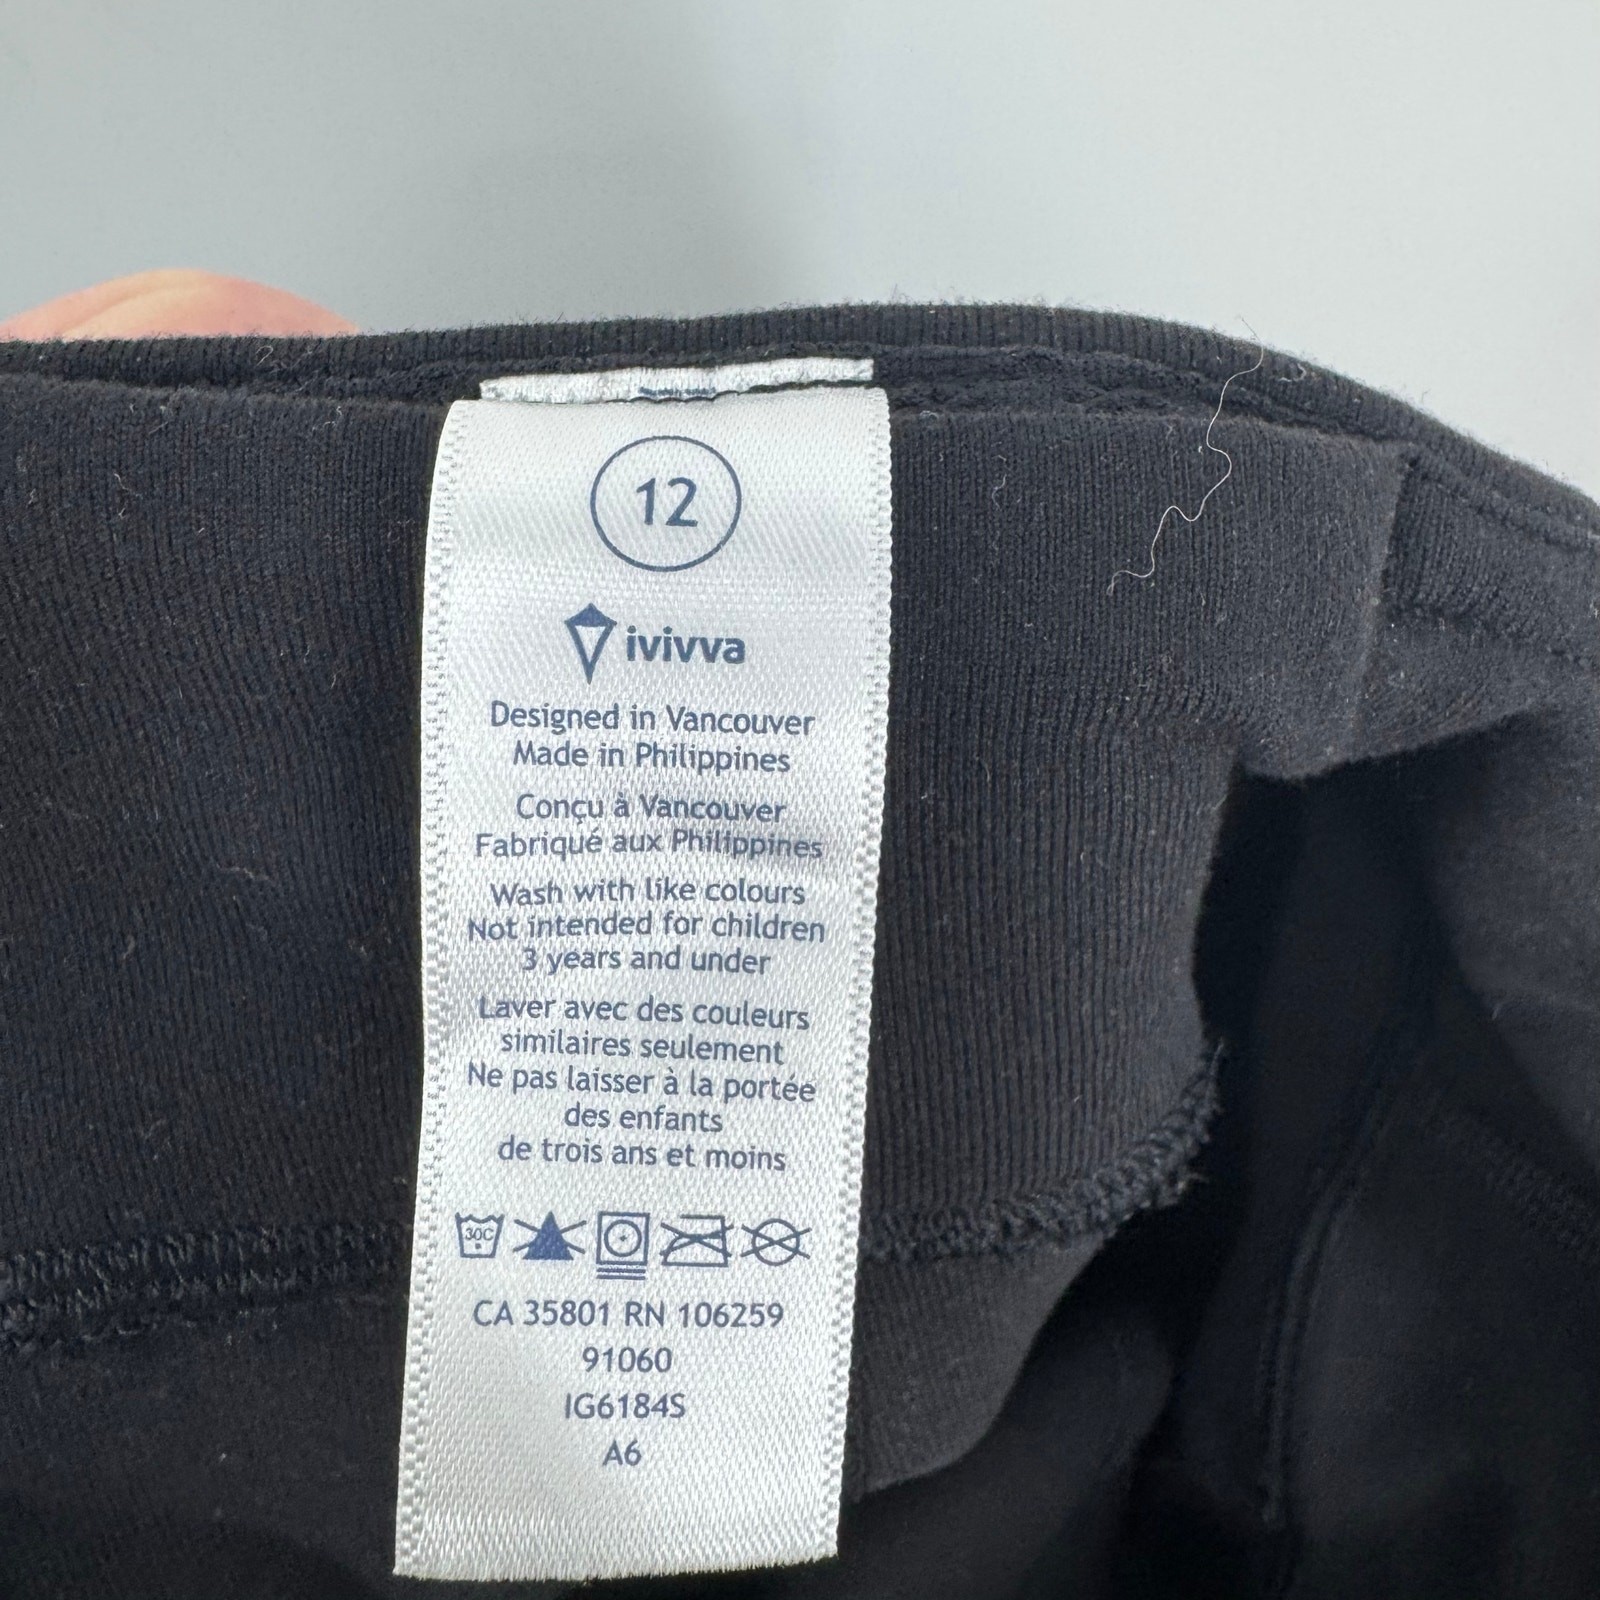 12
ivivva
Designed in Vancouver
Made in Philippines
Conçu à Vancouver
Fabriqué aux Philippines
Wash with like colours
Not intended for children
3 years and under
Laver avec des couleurs
similaires seulement
Ne pas laisser à la portée
des enfants
de trois ans et moins
30C
CA 35801 RN 106259
91060
IG6184S
A6